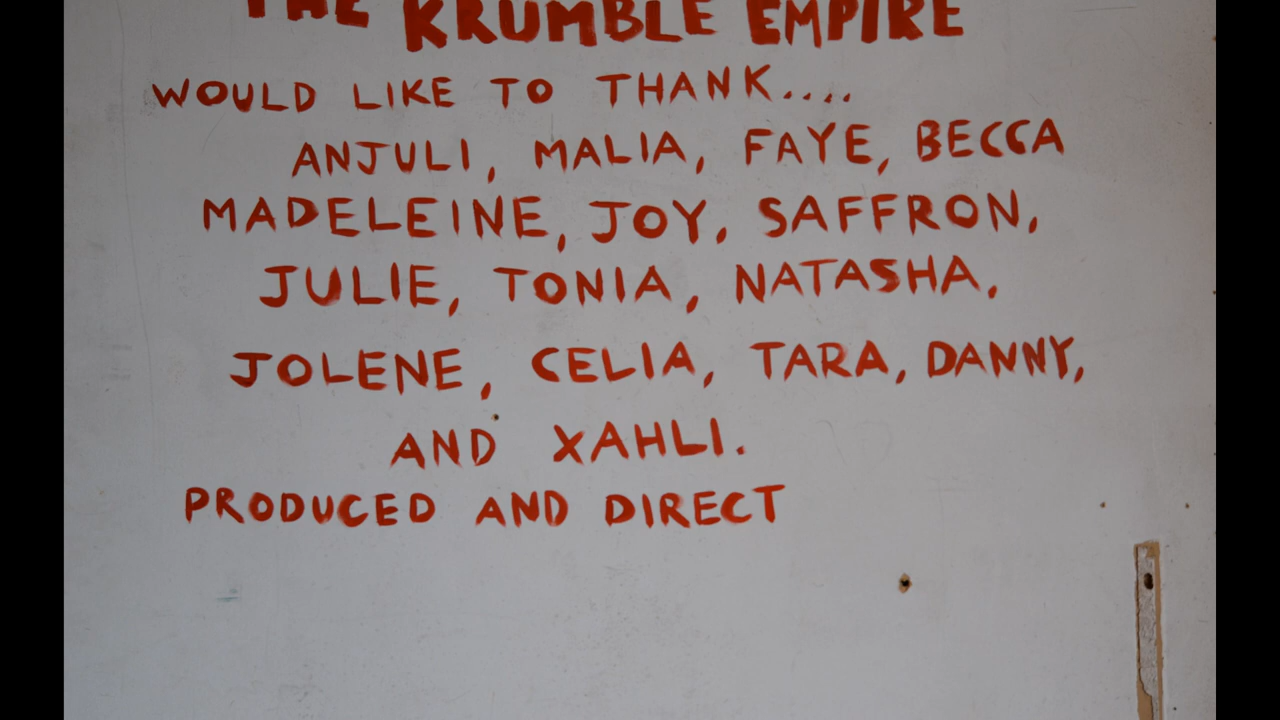 THE KRUMBLE EMPIRE
WOULD LIKE TO THANK....
ANJULI, MALIA, FAYE, BECCA
MADELEINE, JOY, SAFFRON,
JULIE, TONIA, NATASHA.
JOLENE, CELIA, TARA, DANNY,
AND XAHLI.
PRODUCED AND DIRECT